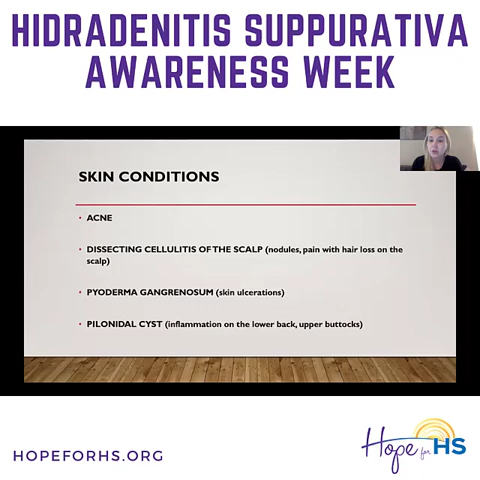 HIDRADENITIS SUPPURATIVA
AWARENESS WEEK
SKIN CONDITIONS
• ACNE
• DISSECTING CELLULITIS OF THE SCALP (nodules, pain with hair loss on the
scalp)
• PYODERMA GANGRENOSUM (skin ulcerations)
• PILONIDAL CYST (inflammation on the lower back, upper buttocks)
HOPEFORHS.ORG
Hope for HS